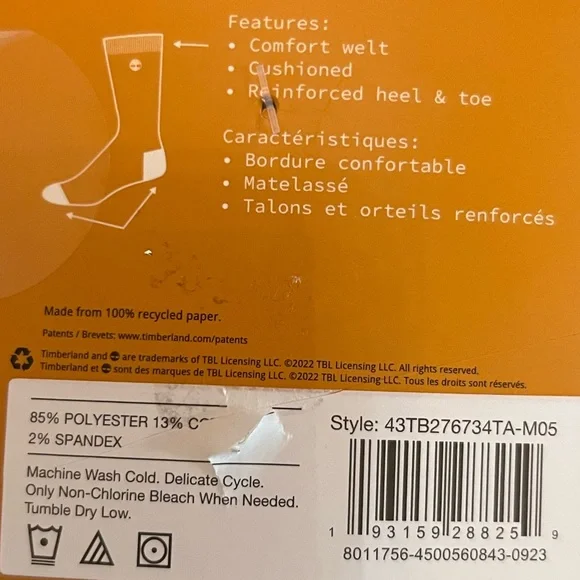 Features:
• Comfort welt
• Cushioned
• Reinforced heel & toe
Caractéristiques:
• Bordure confortable
• Matelassé
• Talons et orteils renforcés
Made from 100% recycled paper.
Patents / Brevets: www.timberland.com/patents
Timberland and are trademarks of TBL Licensing LLC. ©2022 TBL Licensing LLC. All rights reserved.
Timberland et sont des marques de TBL Licensing LLC. ©2022 TBL Licensing LLC. Tous les droits sont réservés.
85% POLYESTER 13%
2% SPANDEX
Machine Wash Cold. Delicate Cycle.
Only Non-Chlorine Bleach When Needed.
Tumble Dry Low.
Style: 43TB276734TA-M05
1 93159 28825 9
8011756-4500560843-0923